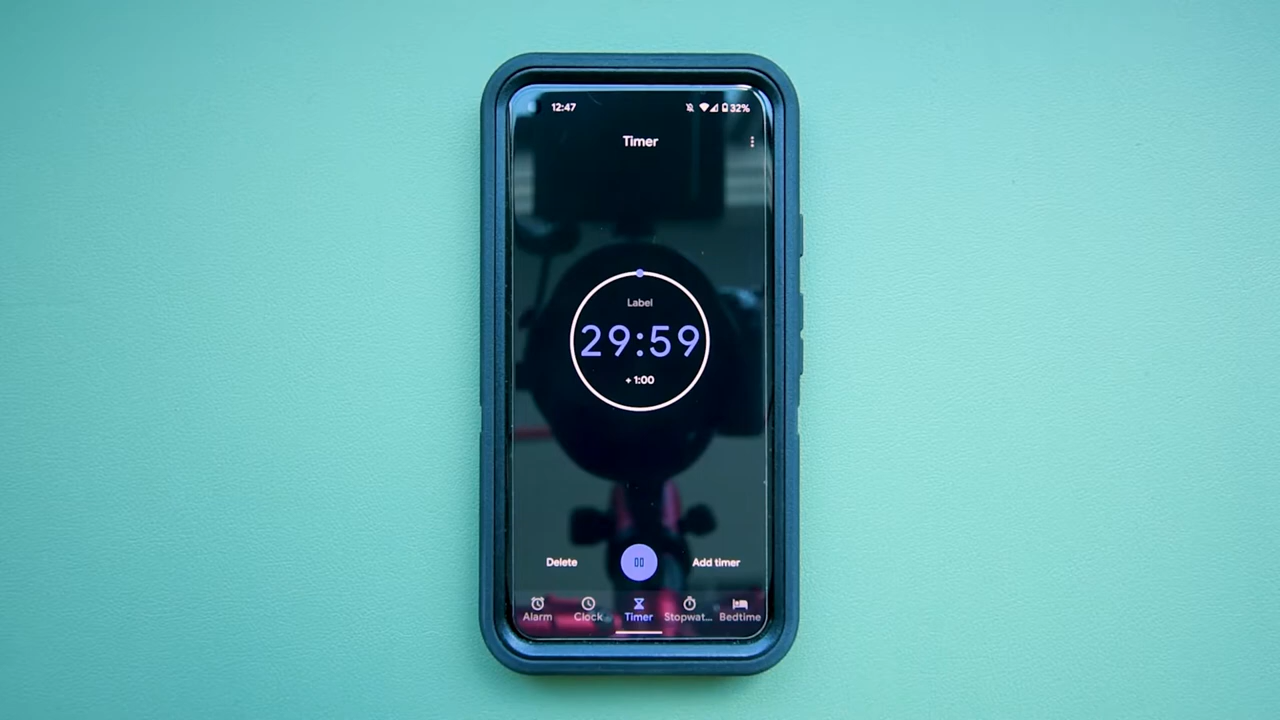 12:47 32%
Timer
Label
29:59
+ 1:00
Delete Add timer
Alarm Clock Timer Stopwat... Bedtime